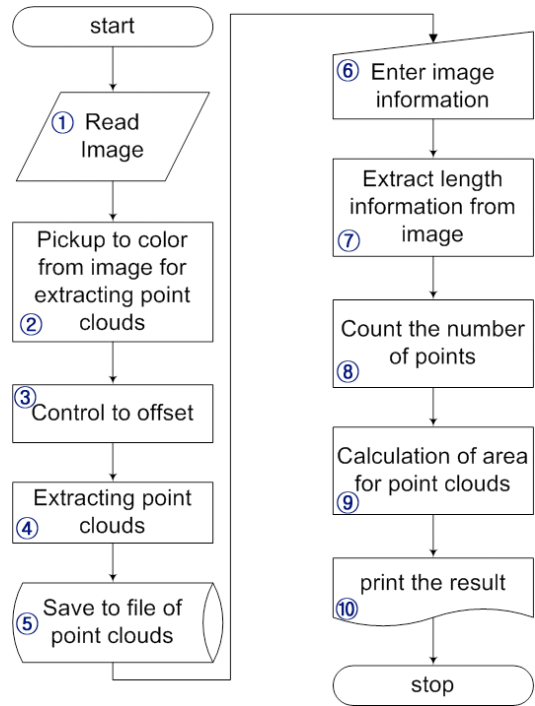 start
① Read
Image
Pickup to color
from image for
extracting point
② clouds
③
Control to offset
Extracting point
④ clouds
⑤ Save to file of
point clouds
⑥ Enter image
information
Extract length
information from
⑦ image
Count the number
of points
⑧
Calculation of area
for point clouds
⑨
print the result
⑩
stop